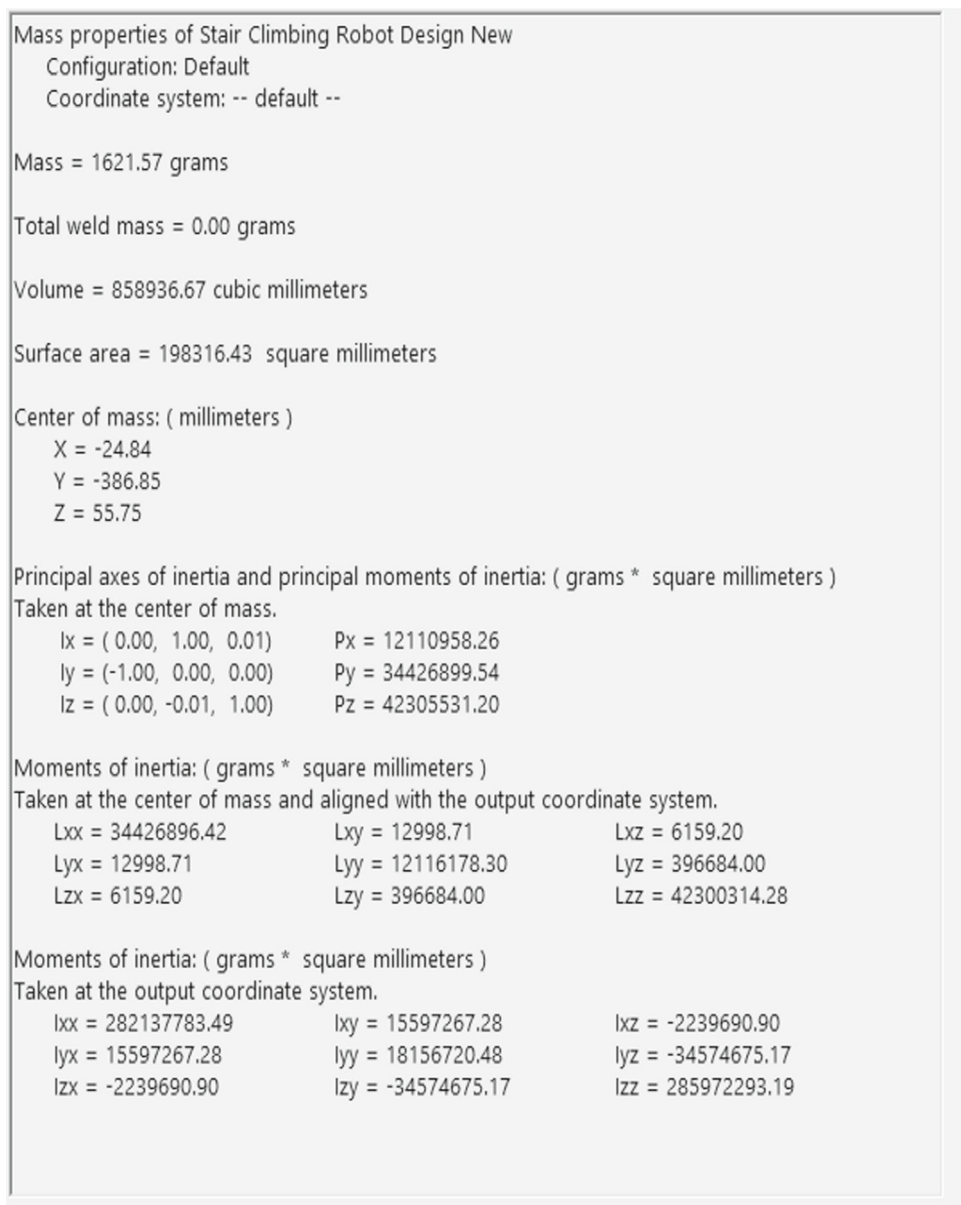 Mass properties of Stair Climbing Robot Design New
Configuration: Default
Coordinate system: -- default --
Mass = 1621.57 grams
Total weld mass = 0.00 grams
Volume = 858936.67 cubic millimeters
Surface area = 198316.43 square millimeters
Center of mass: ( millimeters )
X = -24.84
Y = -386.85
Z = 55.75
Principal axes of inertia and principal moments of inertia: ( grams * square millimeters )
Taken at the center of mass.
Ix = ( 0.00, 1.00, 0.01) Px = 12110958.26
Iy = (-1.00, 0.00, 0.00) Py = 34426899.54
Iz = ( 0.00, -0.01, 1.00) Pz = 42305531.20
Moments of inertia: ( grams * square millimeters )
Taken at the center of mass and aligned with the output coordinate system.
Lxx = 34426896.42 Lxy = 12998.71 Lxz = 6159.20
Lyx = 12998.71 Lyy = 12116178.30 Lyz = 396684.00
Lzx = 6159.20 Lzy = 396684.00 Lzz = 42300314.28
Moments of inertia: ( grams * square millimeters )
Taken at the output coordinate system.
Ixx = 282137783.49 Ixy = 15597267.28 Ixz = -2239690.90
Iyx = 15597267.28 Iyy = 18156720.48 Iyz = -34574675.17
Izx = -2239690.90 Izy = -34574675.17 Izz = 285972293.19